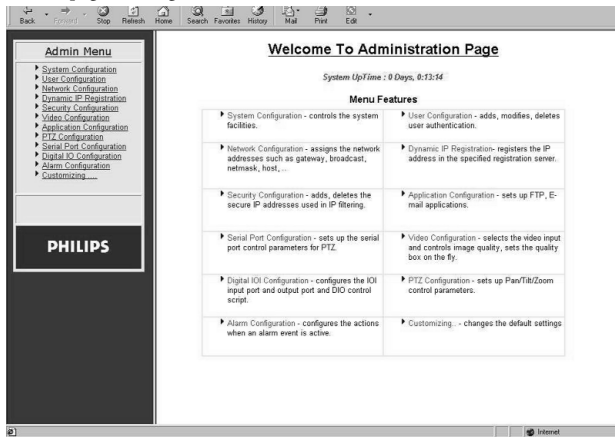 Back Forward Stop Refresh Home Search Favorites History Mail Print Edit
Admin Menu
System Configuration
User Configuration
Network Configuration
Dynamic IP Registration
Security Configuration
Video Configuration
Application Configuration
PTZ Configuration
Serial Port Configuration
Digital IO Configuration
Alarm Configuration
Customizing.....
PHILIPS
Welcome To Administration Page
System UpTime : 0 Days, 0:13:14
Menu Features
System Configuration - controls the system
facilities.
User Configuration - adds, modifies, deletes
user authentication.
Network Configuration - assigns the network
addresses such as gateway, broadcast,
netmask, host,...
Dynamic IP Registration- registers the IP
address in the specified registration server.
Security Configuration - adds, deletes the
secure IP addresses used in IP filtering.
Application Configuration - sets up FTP, E-
mail applications.
Serial Port Configuration - sets up the serial
port control parameters for PTZ.
Video Configuration - selects the video input
and controls image quality, sets the quality
box on the fly.
Digital IOI Configuration - configures the IOI
input port and output port and DIO control
script.
PTZ Configuration - sets up Pan/Tilt/Zoom
control parameters.
Alarm Configuration - configures the actions
when an alarm event is active.
Customizing.. - changes the default settings
Internet